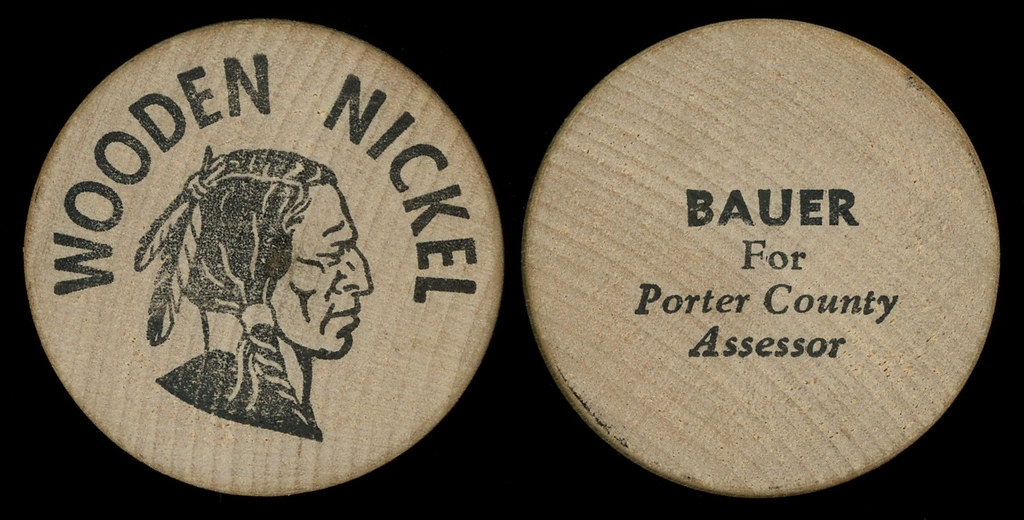 WOODEN NICKEL
BAUER
For
Porter County
Assessor